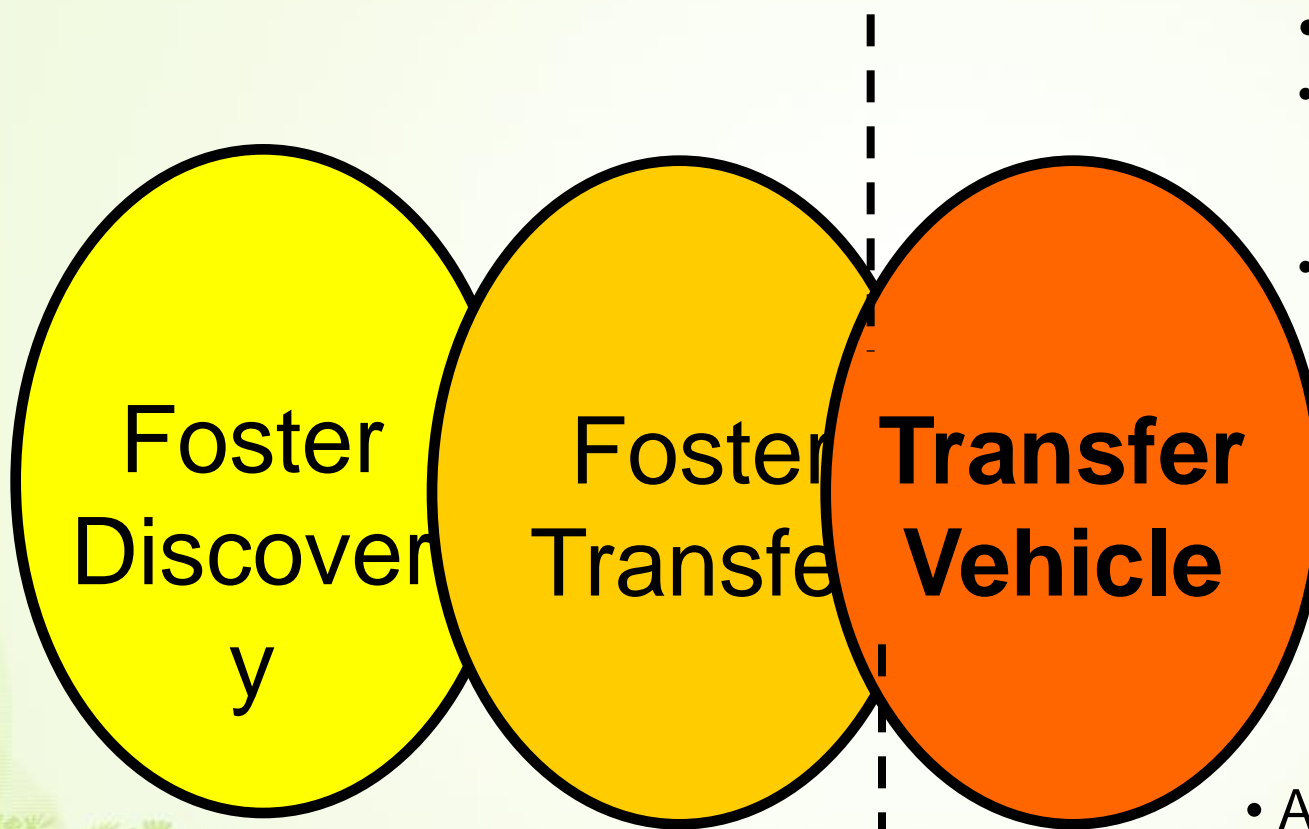 Foster
Discover
y
Foster
Transfe
Transfer
Vehicle
• A